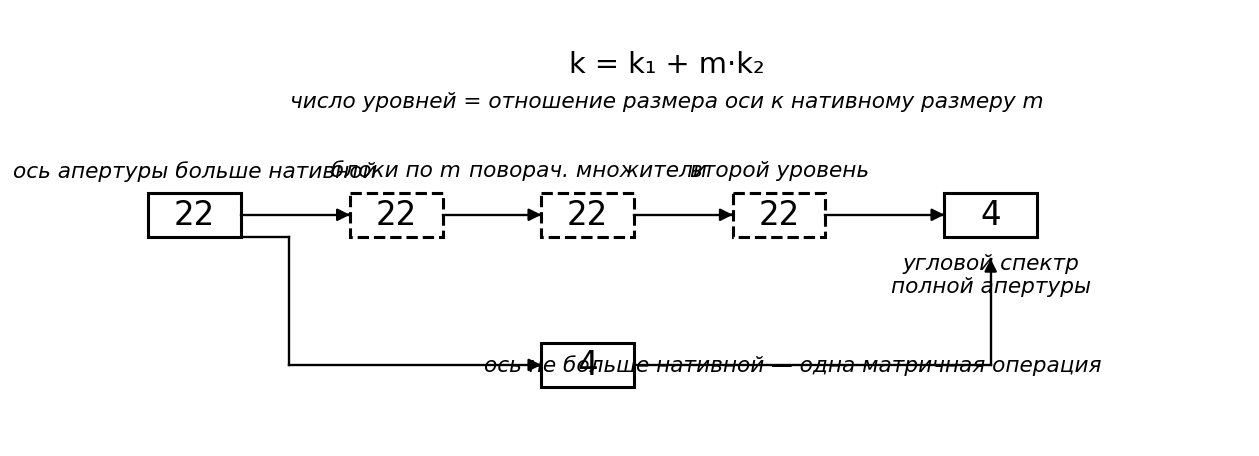 k = k₁ + m·k₂
число уровней = отношение размера оси к нативному размеру m
ось апертуры больше нативной
блоки по m
поворач. множители
второй уровень
22
22
22
22
4
угловой спектр
полной апертуры
4
ось не больше нативной — одна матричная операция